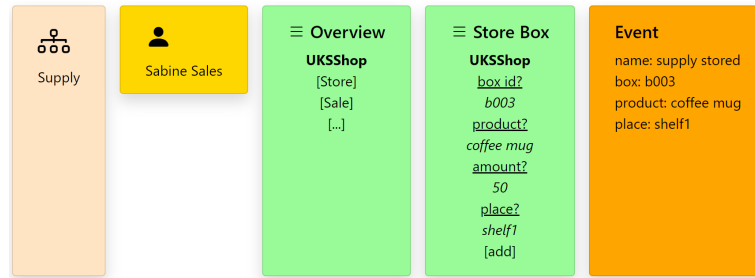 Supply
Sabine Sales
Overview
UKSShop
[Store]
[Sale]
[...]
Store Box
UKSShop
box id?
b003
product?
coffee mug
amount?
50
place?
shelf1
[add]
Event
name: supply stored
box: b003
product: coffee mug
place: shelf1